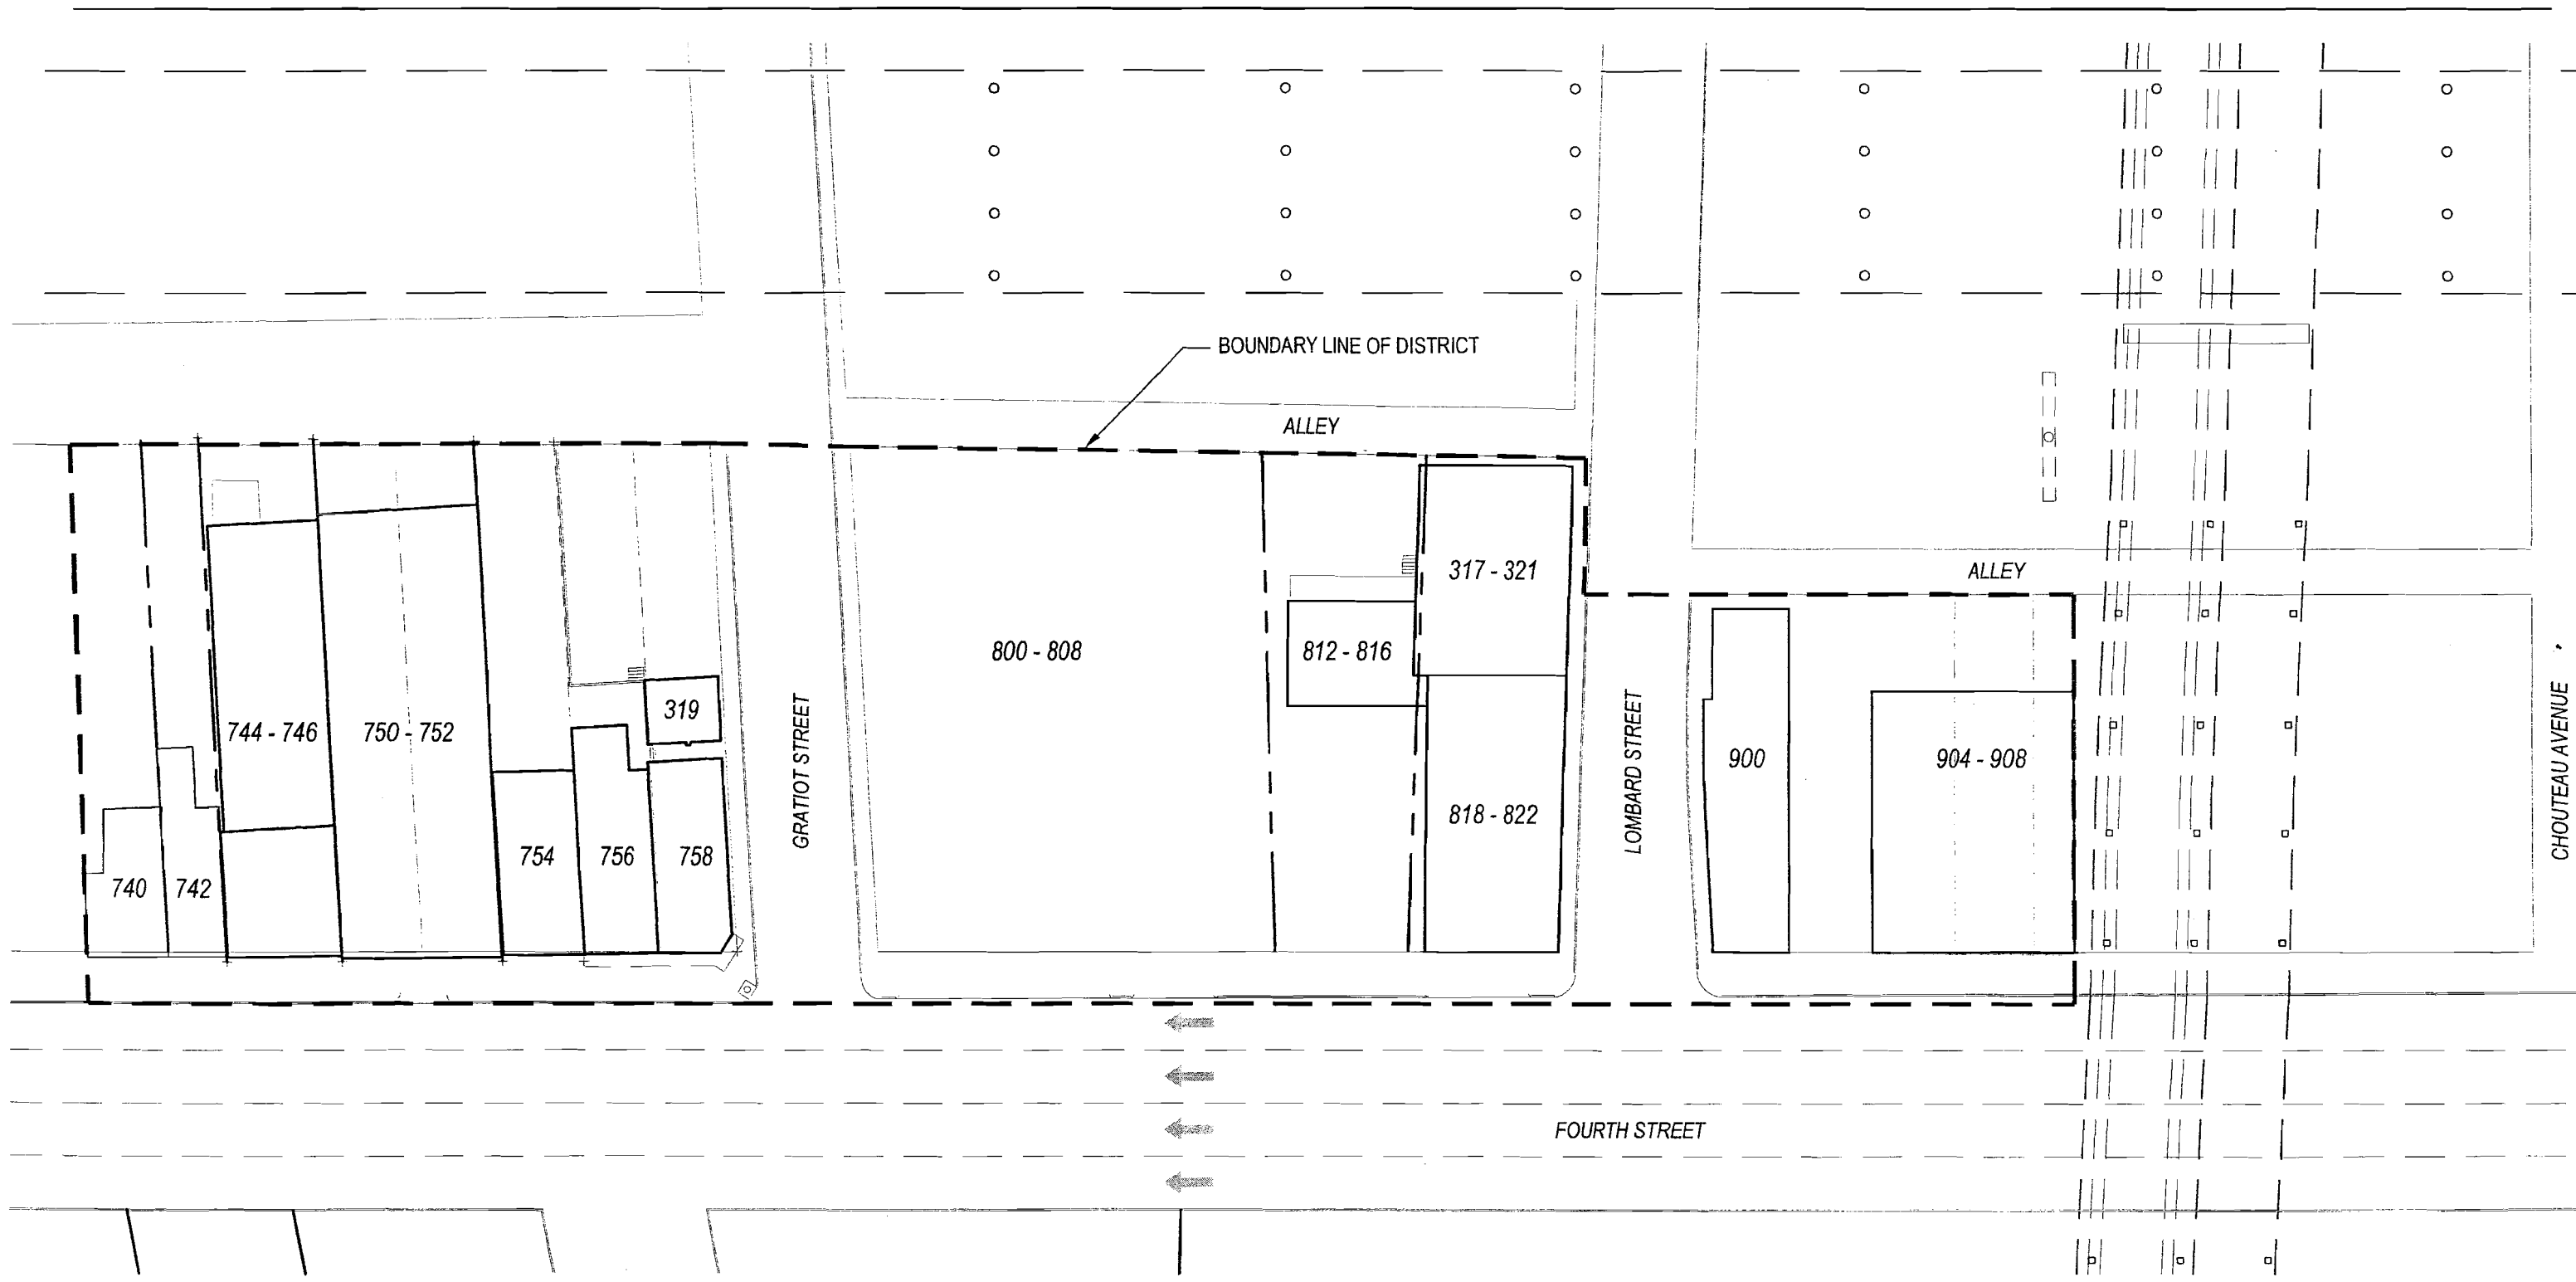 BOUNDARY LINE OF DISTRICT
ALLEY
ALLEY
317 - 321
800 - 808
812 - 816
319
744 - 746
750 - 752
GRATIOT STREET
LOMBARD STREET
CHOUTEAU AVENUE
900
904 - 908
818 - 822
754
756
758
740
742
FOURTH STREET